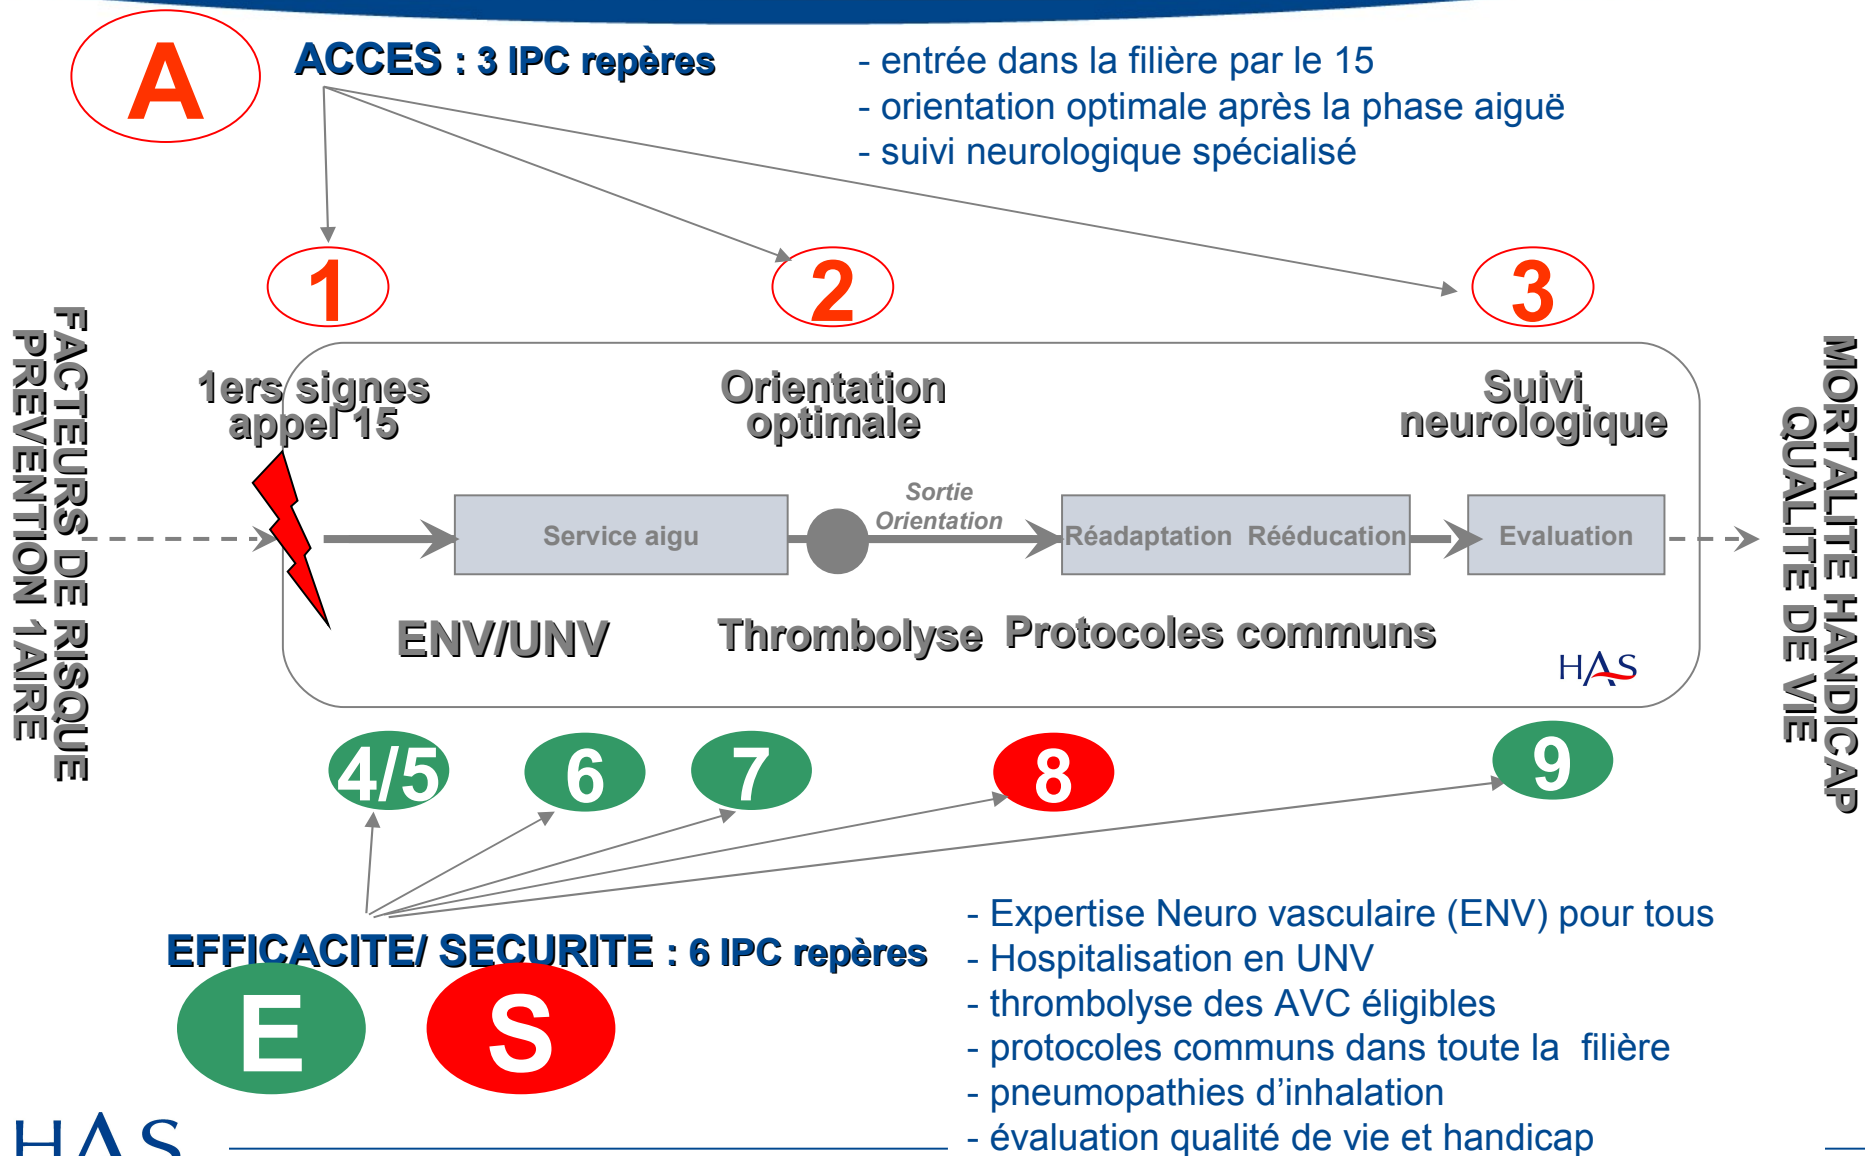 A
ACCES : 3 IPC repères
- entrée dans la filière par le 15
- orientation optimale après la phase aiguë
- suivi neurologique spécialisé
1
2
3
FACTEURS DE RISQUE
PREVENTION 1AIRE
1ers signes
appel 15
Orientation
optimale
Suivi
neurologique
MORTALITE HANDICAP
QUALITE DE VIE
Service aigu
Sortie
Orientation
Réadaptation Rééducation
Evaluation
ENV/UNV
Thrombolyse
Protocoles communs
HAS
4/5
6
7
8
9
EFFICACITE/ SECURITE : 6 IPC repères
E
S
- Expertise Neuro vasculaire (ENV) pour tous
- Hospitalisation en UNV
- thrombolyse des AVC éligibles
- protocoles communs dans toute la filière
- pneumopathies d’inhalation
- évaluation qualité de vie et handicap
HAS